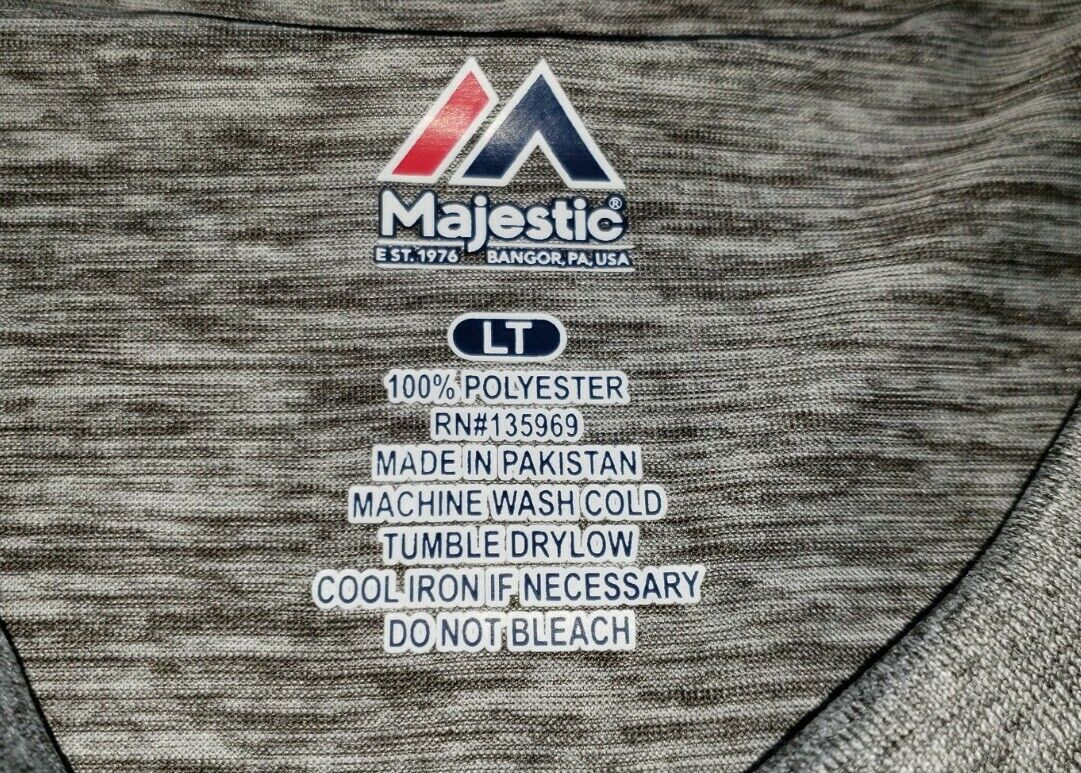 Majestic®
EST. 1976 BANGOR, PA, USA
LT
100% POLYESTER
RN#135969
MADE IN PAKISTAN
MACHINE WASH COLD
TUMBLE DRYLOW
COOL IRON IF NECESSARY
DO NOT BLEACH